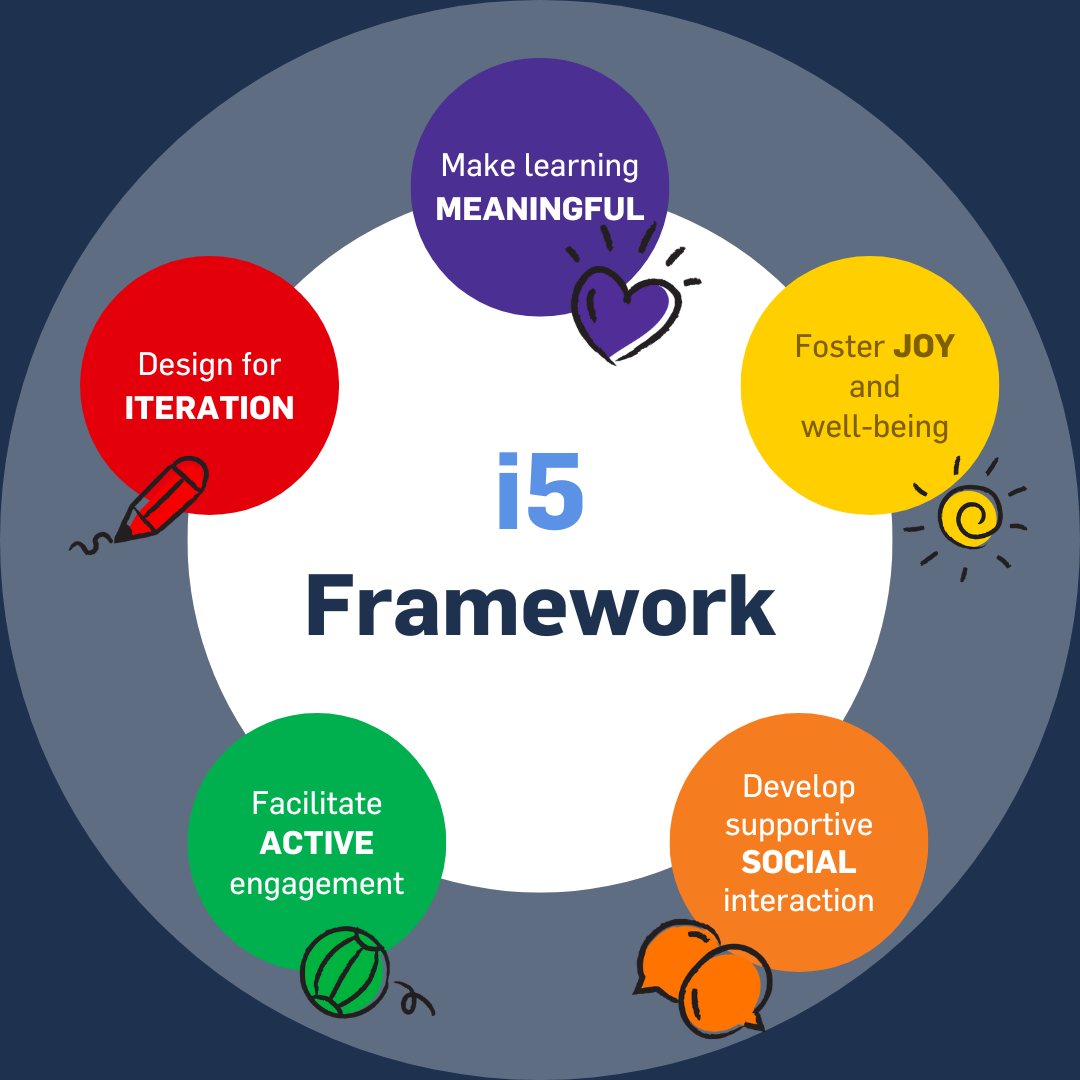 Make learning
MEANINGFUL
Design for
ITERATION
Foster JOY
and
well-being
i5
Framework
Facilitate
ACTIVE
engagement
Develop
supportive
SOCIAL
interaction